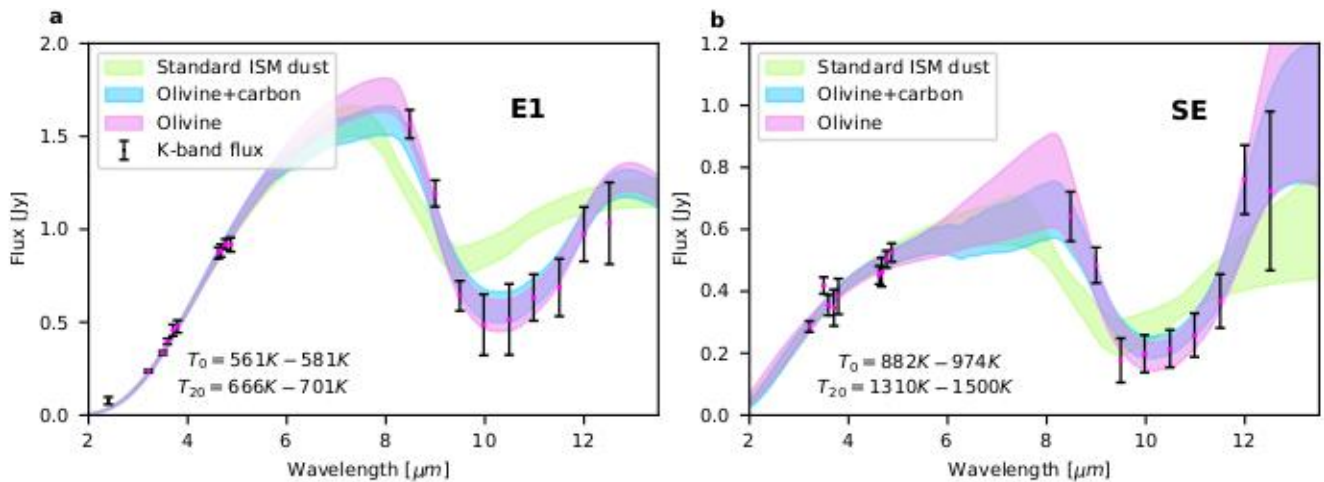 a
2.0
1.5
1.0
0.5
0.0
Flux [Jy]
Standard ISM dust
Olivine+carbon
Olivine
K-band flux
E1
T₀ = 561K − 581K
T₂₀ = 666K − 701K
2 4 6 8 10 12
Wavelength [μm]
b
1.2
1.0
0.8
0.6
0.4
0.2
0.0
Flux [Jy]
Standard ISM dust
Olivine+carbon
Olivine
SE
T₀ = 882K − 974K
T₂₀ = 1310K − 1500K
2 4 6 8 10 12
Wavelength [μm]